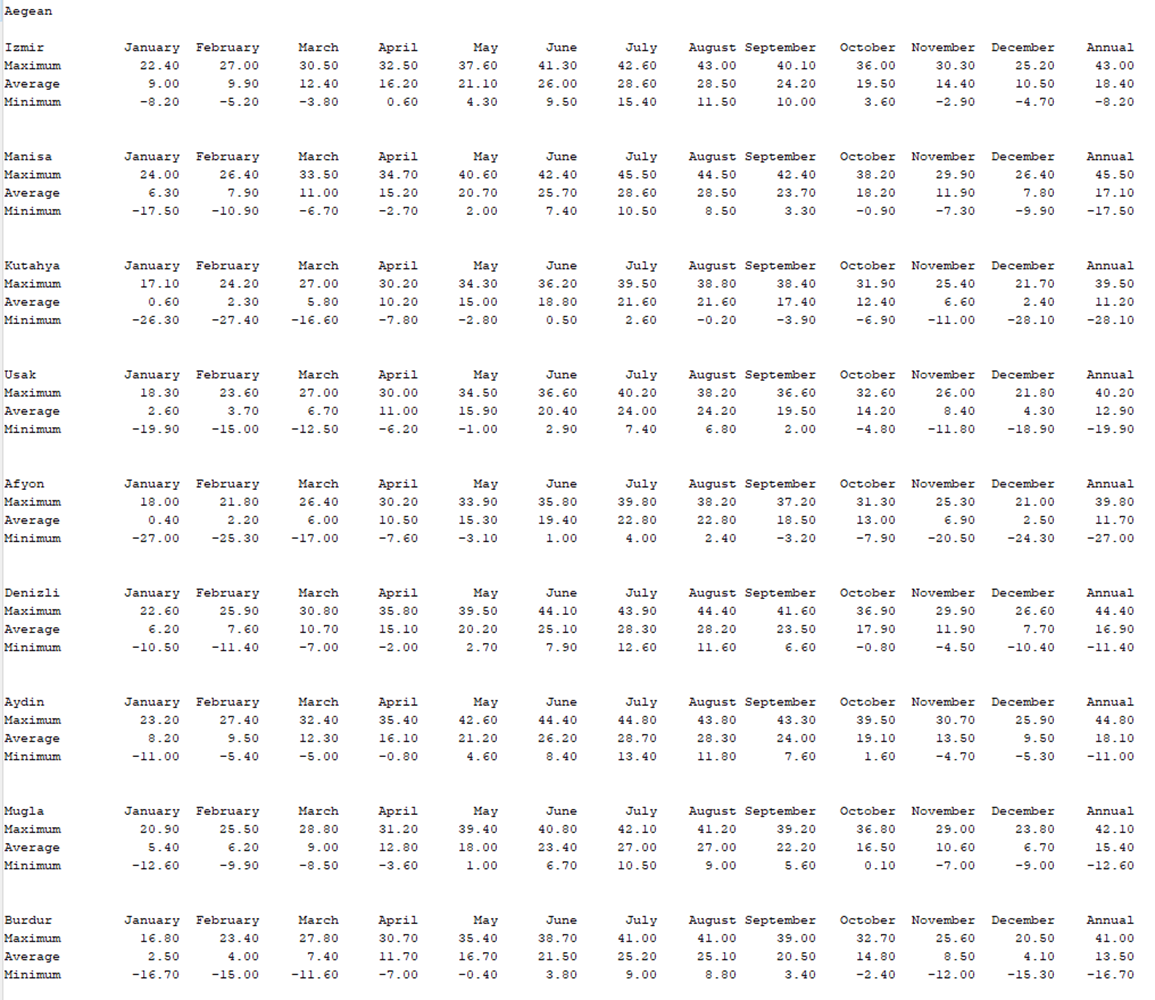 Aegean
Izmir January February March April May June July August September October November December Annual
Maximum 22.40 27.00 30.50 32.50 37.60 41.30 42.60 43.00 40.10 36.00 30.30 25.20 43.00
Average 9.00 9.90 12.40 16.20 21.10 26.00 28.60 28.50 24.20 19.50 14.40 10.50 18.40
Minimum -8.20 -5.20 -3.80 0.60 4.30 9.50 15.40 11.50 10.00 3.60 -2.90 -4.70 -8.20
Manisa January February March April May June July August September October November December Annual
Maximum 24.00 26.40 33.50 34.70 40.60 42.40 45.50 44.50 42.40 38.20 29.90 26.40 45.50
Average 6.30 7.90 11.00 15.20 20.70 25.70 28.60 28.50 23.70 18.20 11.90 7.80 17.10
Minimum -17.50 -10.90 -6.70 -2.70 2.00 7.40 10.50 8.50 3.30 -0.90 -7.30 -9.90 -17.50
Kutahya January February March April May June July August September October November December Annual
Maximum 17.10 24.20 27.00 30.20 34.30 36.20 39.50 38.80 38.40 31.90 25.40 21.70 39.50
Average 0.60 2.30 5.80 10.20 15.00 18.80 21.60 21.60 17.40 12.40 6.60 2.40 11.20
Minimum -26.30 -27.40 -16.60 -7.80 -2.80 0.50 2.60 -0.20 -3.90 -6.90 -11.00 -28.10 -28.10
Usak January February March April May June July August September October November December Annual
Maximum 18.30 23.60 27.00 30.00 34.50 36.60 40.20 38.20 36.60 32.60 26.00 21.80 40.20
Average 2.60 3.70 6.70 11.00 15.90 20.40 24.00 24.20 19.50 14.20 8.40 4.30 12.90
Minimum -19.90 -15.00 -12.50 -6.20 -1.00 2.90 7.40 6.80 2.00 -4.80 -11.80 -18.90 -19.90
Afyon January February March April May June July August September October November December Annual
Maximum 18.00 21.80 26.40 30.20 33.90 35.80 39.80 38.20 37.20 31.30 25.30 21.00 39.80
Average 0.40 2.20 6.00 10.50 15.30 19.40 22.80 22.80 18.50 13.00 6.90 2.50 11.70
Minimum -27.00 -25.30 -17.00 -7.60 -3.10 1.00 4.00 2.40 -3.20 -7.90 -20.50 -24.30 -27.00
Denizli January February March April May June July August September October November December Annual
Maximum 22.60 25.90 30.80 35.80 39.50 44.10 43.90 44.40 41.60 36.90 29.90 26.60 44.40
Average 6.20 7.60 10.70 15.10 20.20 25.10 28.30 28.20 23.50 17.90 11.90 7.70 16.90
Minimum -10.50 -11.40 -7.00 -2.00 2.70 7.90 12.60 11.60 6.60 -0.80 -4.50 -10.40 -11.40
Aydin January February March April May June July August September October November December Annual
Maximum 23.20 27.40 32.40 35.40 42.60 44.40 44.80 43.80 43.30 39.50 30.70 25.90 44.80
Average 8.20 9.50 12.30 16.10 21.20 26.20 28.70 28.30 24.00 19.10 13.50 9.50 18.10
Minimum -11.00 -5.40 -5.00 -0.80 4.60 8.40 13.40 11.80 7.60 1.60 -4.70 -5.30 -11.00
Mugla January February March April May June July August September October November December Annual
Maximum 20.90 25.50 28.80 31.20 39.40 40.80 42.10 41.20 39.20 36.80 29.00 23.80 42.10
Average 5.40 6.20 9.00 12.80 18.00 23.40 27.00 27.00 22.20 16.50 10.60 6.70 15.40
Minimum -12.60 -9.90 -8.50 -3.60 1.00 6.70 10.50 9.00 5.60 0.10 -7.00 -9.00 -12.60
Burdur January February March April May June July August September October November December Annual
Maximum 16.80 23.40 27.80 30.70 35.40 38.70 41.00 41.00 39.00 32.70 25.60 20.50 41.00
Average 2.50 4.00 7.40 11.70 16.70 21.50 25.20 25.10 20.50 14.80 8.50 4.10 13.50
Minimum -16.70 -15.00 -11.60 -7.00 -0.40 3.80 9.00 8.80 3.40 -2.40 -12.00 -15.30 -16.70